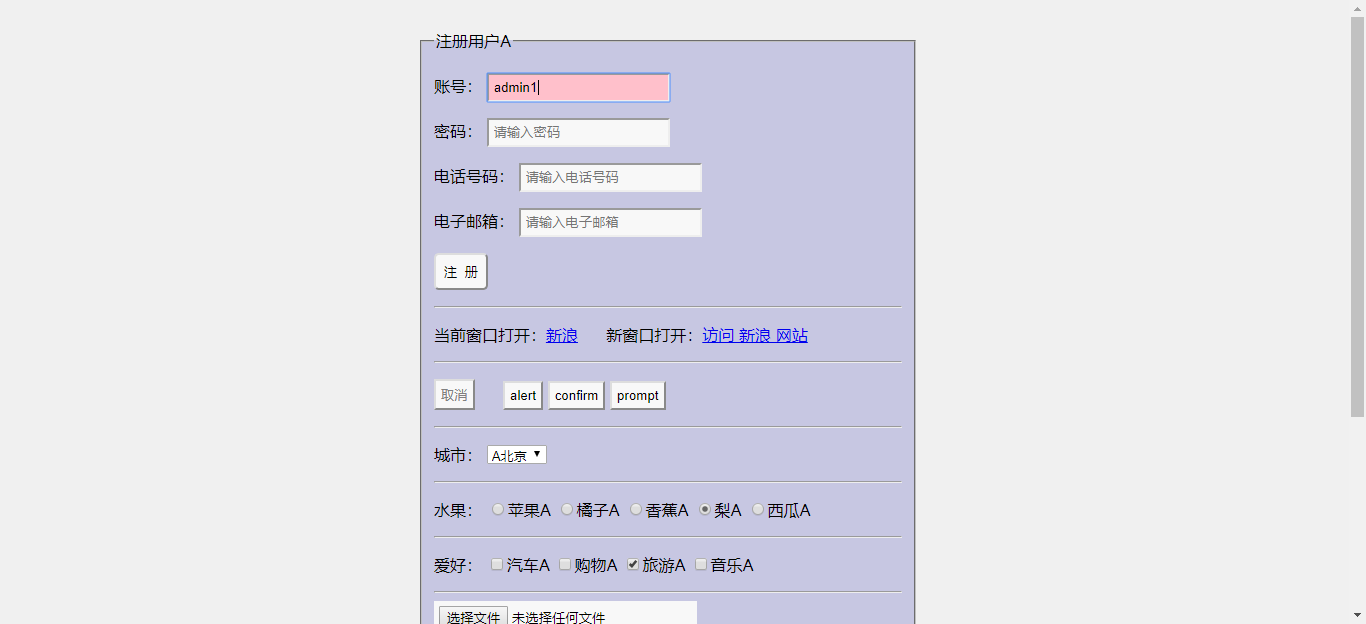 注册用户A
账号： admin1
密码： 请输入密码
电话号码： 请输入电话号码
电子邮箱： 请输入电子邮箱
注 册
当前窗口打开：新浪 新窗口打开：访问 新浪 网站
取消 alert confirm prompt
城市： A北京
水果： 苹果A 橘子A 香蕉A 梨A 西瓜A
爱好： 汽车A 购物A 旅游A 音乐A
选择文件 未选择任何文件